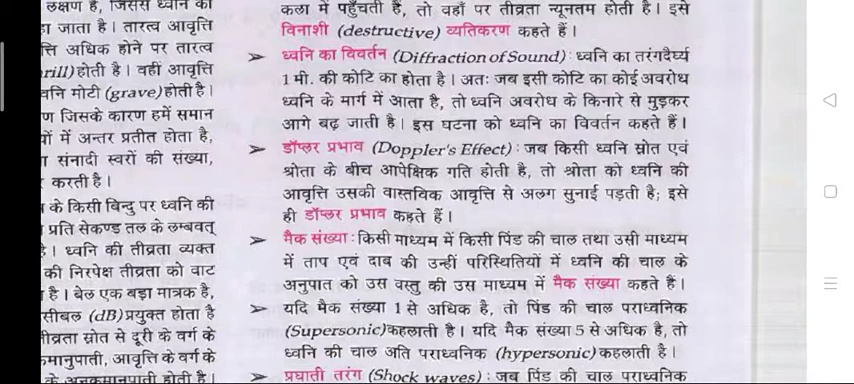 लक्षण है, जिससे ध्वनि को
जाता है। तारत्व आवृत्ति
त्ति अधिक होने पर तारत्व
rill) होती है। वहीं आवृत्ति
वनि मोटी (grave) होती है।
ण जिसके कारण हमें समान
यों में अन्तर प्रतीत होता है,
संनादी स्वरों की संख्या,
करती है।
के किसी बिन्दु पर ध्वनि की
प्रति सेकण्ड तल के लम्बवत्
है। ध्वनि की तीव्रता व्यक्त
की निरपेक्ष तीव्रता को वाट
है। बेल एक बड़ा मात्रक है,
सीबल (dB) प्रयुक्त होता है
तीव्रता स्रोत से दूरी के वर्ग के
मानुपाती, आवृत्ति के वर्ग के
के अनुक्रमानुपाती होती है।
कला में पहुँचती हैं, तो वहाँ पर तीव्रता न्यूनतम होती है। इसे
विनाशी (destructive) व्यतिकरण कहते हैं।
➢ ध्वनि का विवर्तन (Diffraction of Sound) : ध्वनि का तरंगदैर्घ्य
1 मी. की कोटि का होता है। अतः जब इसी कोटि का कोई अवरोध
ध्वनि के मार्ग में आता है, तो ध्वनि अवरोध के किनारे से मुड़कर
आगे बढ़ जाती है। इस घटना को ध्वनि का विवर्तन कहते हैं।
➢ डॉप्लर प्रभाव (Doppler's Effect) : जब किसी ध्वनि स्रोत एवं
श्रोता के बीच आपेक्षिक गति होती है, तो श्रोता को ध्वनि की
आवृत्ति उसकी वास्तविक आवृत्ति से अलग सुनाई पड़ती है; इसे
ही डॉप्लर प्रभाव कहते हैं।
➢ मैक संख्या : किसी माध्यम में किसी पिंड की चाल तथा उसी माध्यम
में ताप एवं दाब की उन्हीं परिस्थितियों में ध्वनि की चाल के
अनुपात को उस वस्तु की उस माध्यम में मैक संख्या कहते हैं।
➢ यदि मैक संख्या 1 से अधिक है, तो पिंड की चाल पराध्वनिक
(Supersonic) कहलाती है। यदि मैक संख्या 5 से अधिक है, तो
ध्वनि की चाल अति पराध्वनिक (hypersonic) कहलाती है।
➢ प्रघाती तरंग (Shock waves) : जब पिंड की चाल पराध्वनिक